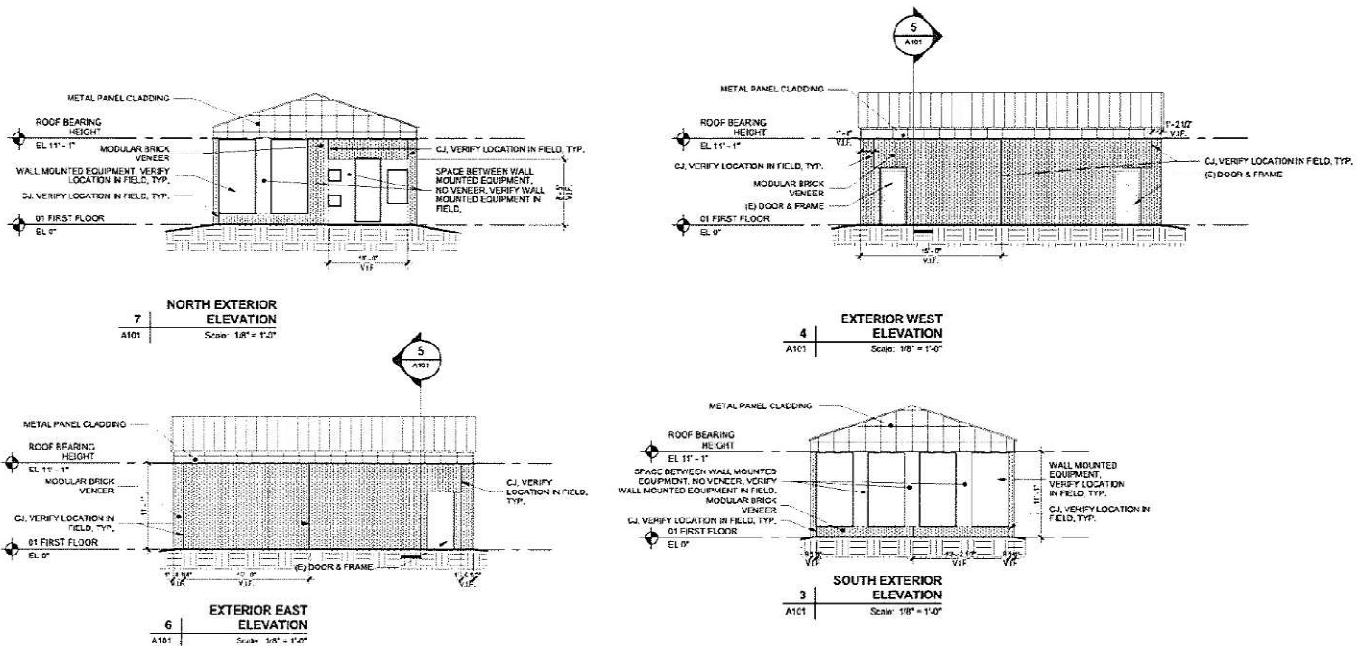 METAL PANEL CLADDING
ROOF BEARING
HEIGHT
EL 11' - 1"
MODULAR BRICK
VENEER
WALL MOUNTED EQUIPMENT, VERIFY
LOCATION IN FIELD, TYP.
CJ, VERIFY LOCATION IN FIELD, TYP.
01 FIRST FLOOR
EL 0"
CJ, VERIFY LOCATION IN FIELD, TYP.
SPACE BETWEEN WALL
MOUNTED EQUIPMENT,
NO VENEER, VERIFY WALL
MOUNTED EQUIPMENT IN
FIELD.
V.I.F.
V.I.F.
7
A101
NORTH EXTERIOR
ELEVATION
Scale: 1/8" = 1'-0"
5
A101
METAL PANEL CLADDING
ROOF BEARING
HEIGHT
EL 11' - 1"
CJ, VERIFY LOCATION IN FIELD, TYP.
MODULAR BRICK
VENEER
(E) DOOR & FRAME
01 FIRST FLOOR
EL 0"
1' - 2 1/2"
V.I.F.
CJ, VERIFY LOCATION IN FIELD, TYP.
(E) DOOR & FRAME
V.I.F.
4
A101
EXTERIOR WEST
ELEVATION
Scale: 1/8" = 1'-0"
5
A101
METAL PANEL CLADDING
ROOF BEARING
HEIGHT
EL 11' - 1"
MODULAR BRICK
VENEER
CJ, VERIFY LOCATION IN
FIELD, TYP.
01 FIRST FLOOR
EL 0"
CJ, VERIFY
LOCATION IN FIELD,
TYP.
(E) DOOR & FRAME
V.I.F.
V.I.F.
V.I.F.
6
A101
EXTERIOR EAST
ELEVATION
Scale: 1/8" = 1'-0"
METAL PANEL CLADDING
ROOF BEARING
HEIGHT
EL 11' - 1"
SPACE BETWEEN WALL MOUNTED
EQUIPMENT, NO VENEER, VERIFY
WALL MOUNTED EQUIPMENT IN FIELD.
MODULAR BRICK
VENEER
CJ, VERIFY LOCATION IN FIELD, TYP.
01 FIRST FLOOR
EL 0"
WALL MOUNTED
EQUIPMENT,
VERIFY LOCATION
IN FIELD, TYP.
CJ, VERIFY LOCATION IN
FIELD, TYP.
V.I.F.
V.I.F.
V.I.F.
3
A101
SOUTH EXTERIOR
ELEVATION
Scale: 1/8" = 1'-0"